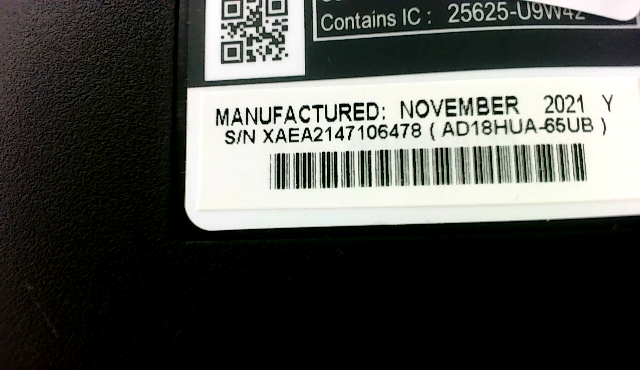 Contains IC : 25625-U9W42
MANUFACTURED: NOVEMBER 2021 Y
S/N XAEA2147106478 ( AD18HUA-65UB )